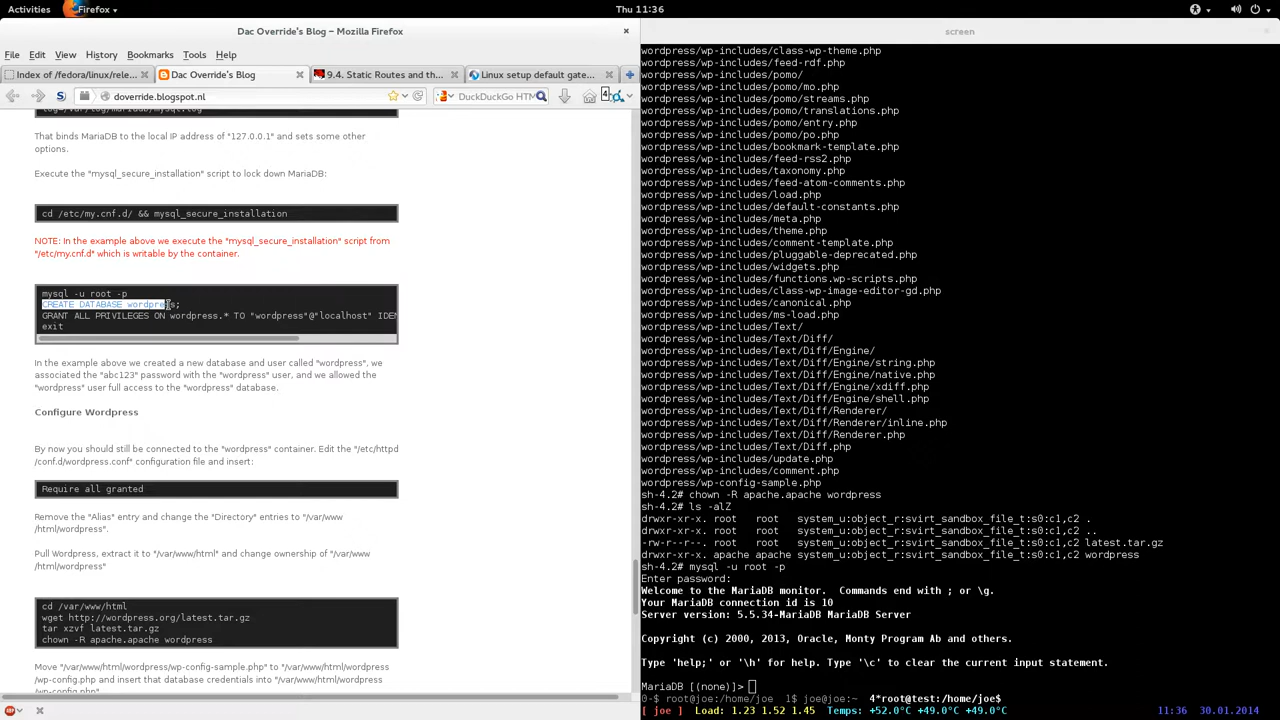 Activities Firefox Thu 11:36 joe
Dac Override's Blog – Mozilla Firefox
File Edit View History Bookmarks Tools Help
Index of /fedora/linux/rele... Dac Override's Blog 9.4. Static Routes and th... Linux setup default gate...
doverride.blogspot.nl DuckDuckGo HTM
That binds MariaDB to the local IP address of "127.0.0.1" and sets some other
options.
Execute the "mysql_secure_installation" script to lock down MariaDB:
cd /etc/my.cnf.d/ && mysql_secure_installation
NOTE: In the example above we execute the "mysql_secure_installation" script from
"/etc/my.cnf.d" which is writable by the container.
mysql -u root -p
CREATE DATABASE wordpress;
GRANT ALL PRIVILEGES ON wordpress.* TO "wordpress"@"localhost" IDEN
exit
In the example above we created a new database and user called "wordpress", we
associated the "abc123" password with the "wordpress" user, and we allowed the
"wordpress" user full access to the "wordpress" database.
Configure Wordpress
By now you should still be connected to the "wordpress" container. Edit the "/etc/httpd
/conf.d/wordpress.conf" configuration file and insert:
Require all granted
Remove the "Alias" entry and change the "Directory" entries to "/var/www
/html/wordpress".
Pull Wordpress, extract it to "/var/www/html" and change ownership of "/var/www
/html/wordpress"
cd /var/www/html
wget http://wordpress.org/latest.tar.gz
tar xzvf latest.tar.gz
chown -R apache.apache wordpress
Move "/var/www/html/wordpress/wp-config-sample.php" to "/var/www/html/wordpress
/wp-config.php" and insert that database credentials into "/var/www/html/wordpress
/wp-config.php"
screen
wordpress/wp-includes/class-wp-theme.php
wordpress/wp-includes/feed-rdf.php
wordpress/wp-includes/pomo/
wordpress/wp-includes/pomo/mo.php
wordpress/wp-includes/pomo/streams.php
wordpress/wp-includes/pomo/translations.php
wordpress/wp-includes/pomo/entry.php
wordpress/wp-includes/pomo/po.php
wordpress/wp-includes/bookmark-template.php
wordpress/wp-includes/feed-rss2.php
wordpress/wp-includes/taxonomy.php
wordpress/wp-includes/feed-atom-comments.php
wordpress/wp-includes/load.php
wordpress/wp-includes/default-constants.php
wordpress/wp-includes/meta.php
wordpress/wp-includes/theme.php
wordpress/wp-includes/comment-template.php
wordpress/wp-includes/pluggable-deprecated.php
wordpress/wp-includes/widgets.php
wordpress/wp-includes/functions.wp-scripts.php
wordpress/wp-includes/class-wp-image-editor-gd.php
wordpress/wp-includes/canonical.php
wordpress/wp-includes/ms-load.php
wordpress/wp-includes/Text/
wordpress/wp-includes/Text/Diff/
wordpress/wp-includes/Text/Diff/Engine/
wordpress/wp-includes/Text/Diff/Engine/string.php
wordpress/wp-includes/Text/Diff/Engine/native.php
wordpress/wp-includes/Text/Diff/Engine/xdiff.php
wordpress/wp-includes/Text/Diff/Engine/shell.php
wordpress/wp-includes/Text/Diff/Renderer/
wordpress/wp-includes/Text/Diff/Renderer/inline.php
wordpress/wp-includes/Text/Diff/Renderer.php
wordpress/wp-includes/Text/Diff.php
wordpress/wp-includes/update.php
wordpress/wp-includes/comment.php
wordpress/wp-config-sample.php
sh-4.2# chown -R apache.apache wordpress
sh-4.2# ls -alZ
drwxr-xr-x. root   root   system_u:object_r:svirt_sandbox_file_t:s0:c1,c2 .
drwxr-xr-x. root   root   system_u:object_r:svirt_sandbox_file_t:s0:c1,c2 ..
-rw-r--r--. root   root   system_u:object_r:svirt_sandbox_file_t:s0:c1,c2 latest.tar.gz
drwxr-xr-x. apache apache system_u:object_r:svirt_sandbox_file_t:s0:c1,c2 wordpress
sh-4.2# mysql -u root -p
Enter password:
Welcome to the MariaDB monitor.  Commands end with ; or \g.
Your MariaDB connection id is 10
Server version: 5.5.34-MariaDB MariaDB Server
Copyright (c) 2000, 2013, Oracle, Monty Program Ab and others.
Type 'help;' or '\h' for help. Type '\c' to clear the current input statement.
MariaDB [(none)]>
0-$ root@joe:/home/joe  1$ joe@joe:~  4*root@test:/home/joe$
[ joe ]  Load: 1.23 1.52 1.45  Temps: +52.0°C +49.0°C +49.0°C 11:36 30.01.2014